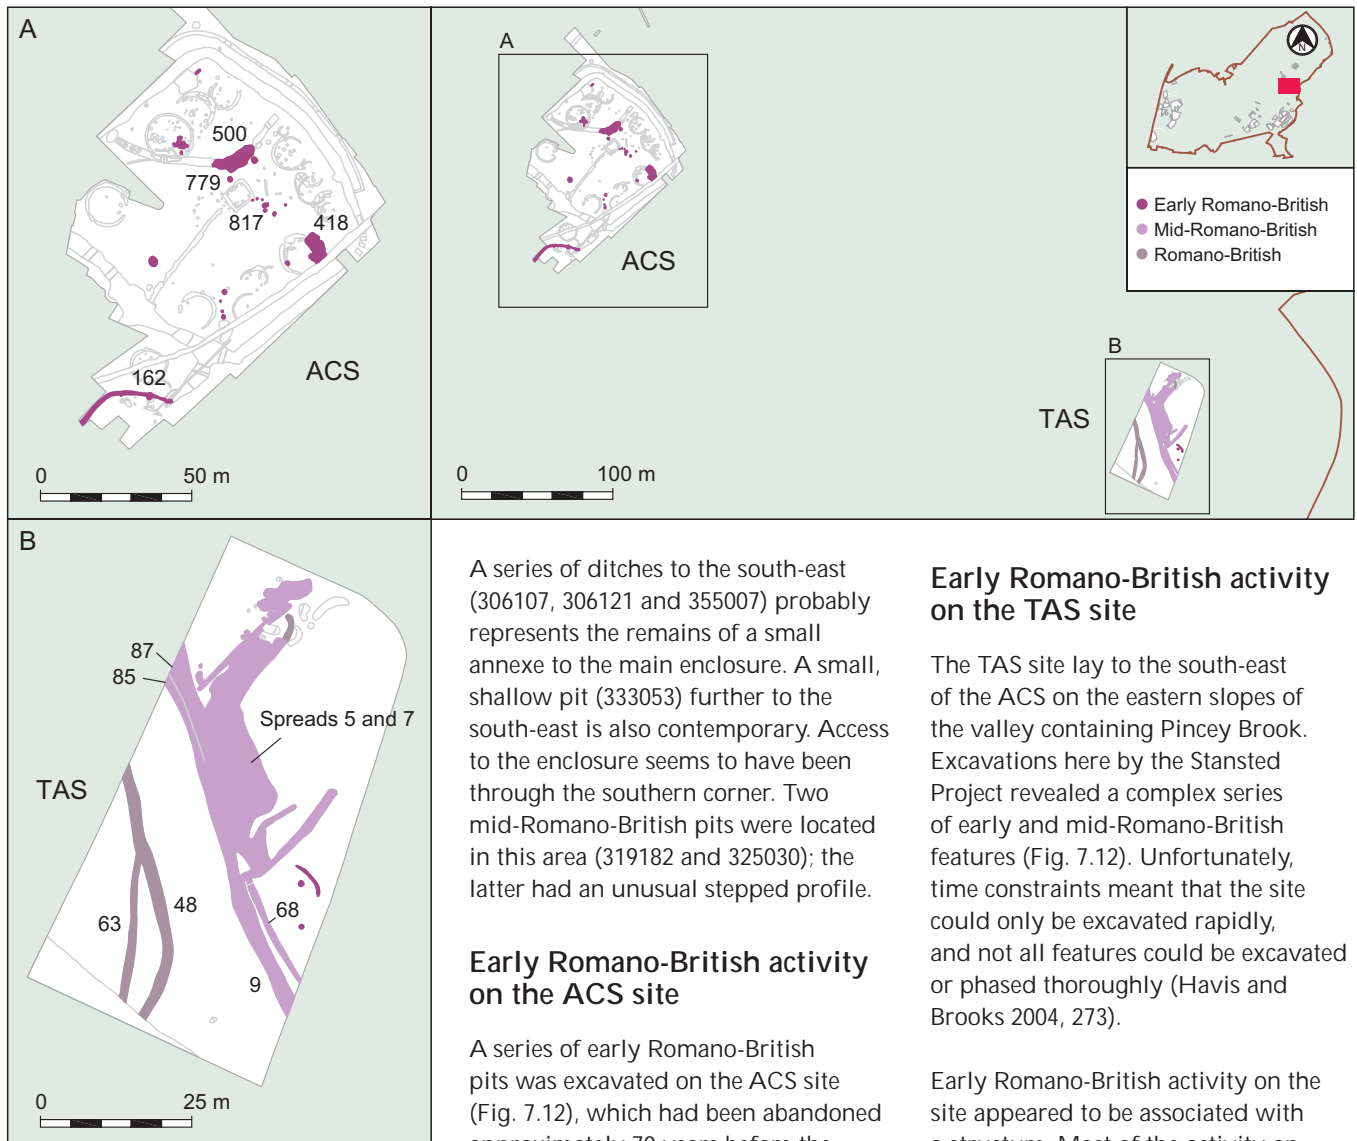 A
500
779
817
418
162
ACS
0 50 m
A
ACS
0 100 m
B
TAS
N
Early Romano-British
Mid-Romano-British
Romano-British
B
87
85
Spreads 5 and 7
TAS
63
48
68
9
0 25 m
A series of ditches to the south-east
(306107, 306121 and 355007) probably
represents the remains of a small
annexe to the main enclosure. A small,
shallow pit (333053) further to the
south-east is also contemporary. Access
to the enclosure seems to have been
through the southern corner. Two
mid-Romano-British pits were located
in this area (319182 and 325030); the
latter had an unusual stepped profile.
Early Romano-British activity
on the ACS site
A series of early Romano-British
pits was excavated on the ACS site
(Fig. 7.12), which had been abandoned
approximately 70 years before the
Early Romano-British activity
on the TAS site
The TAS site lay to the south-east
of the ACS on the eastern slopes of
the valley containing Pincey Brook.
Excavations here by the Stansted
Project revealed a complex series
of early and mid-Romano-British
features (Fig. 7.12). Unfortunately,
time constraints meant that the site
could only be excavated rapidly,
and not all features could be excavated
or phased thoroughly (Havis and
Brooks 2004, 273).
Early Romano-British activity on the
site appeared to be associated with
a structure. Most of the activity on